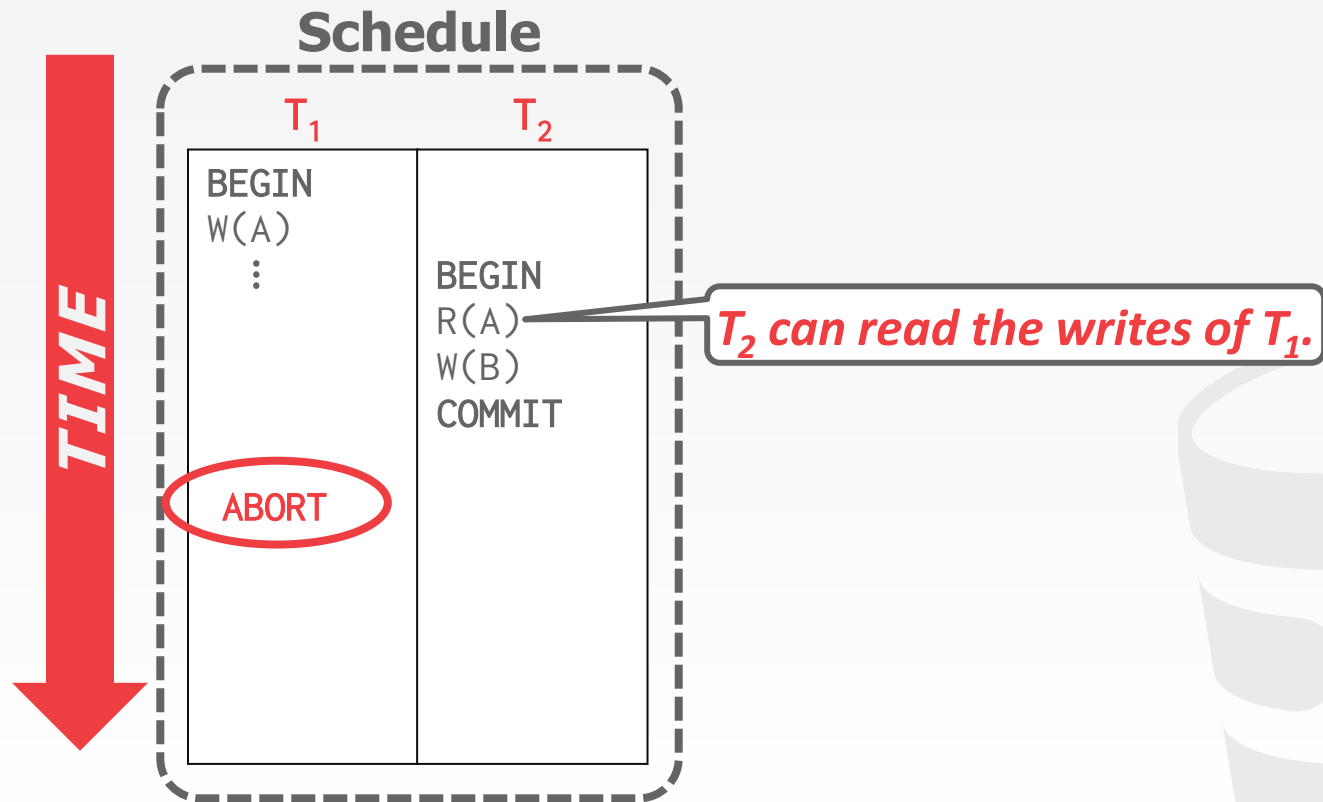 Schedule
TIME
T₁ T₂
BEGIN
W(A)
⋮
BEGIN
R(A)
W(B)
COMMIT
ABORT
T₂ can read the writes of T₁.